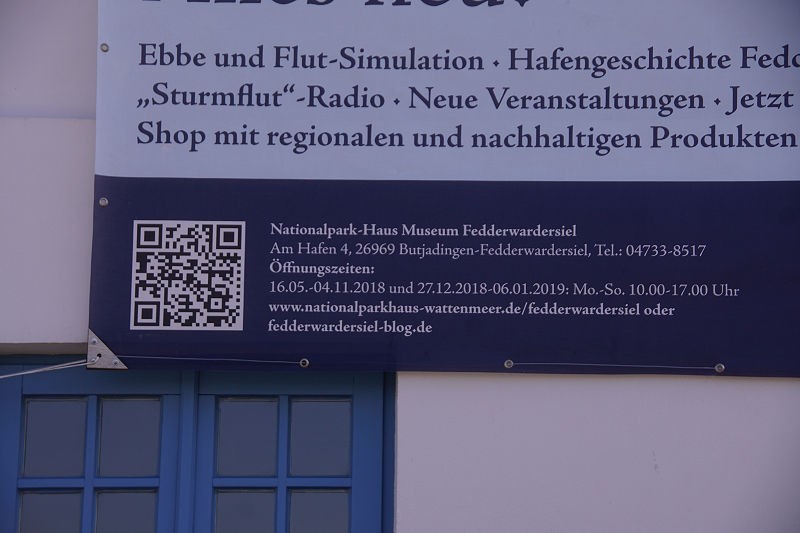 Ebbe und Flut-Simulation • Hafengeschichte
„Sturmflut“-Radio • Neue Veranstaltungen • Jetzt
Shop mit regionalen und nachhaltigen Produkten
Nationalpark-Haus Museum Fedderwardersiel
Am Hafen 4, 26969 Butjadingen-Fedderwardersiel, Tel.: 04733-8517
Öffnungszeiten:
16.05.-04.11.2018 und 27.12.2018-06.01.2019: Mo.-So. 10.00-17.00 Uhr
www.nationalparkhaus-wattenmeer.de/fedderwardersiel oder
fedderwardersiel-blog.de